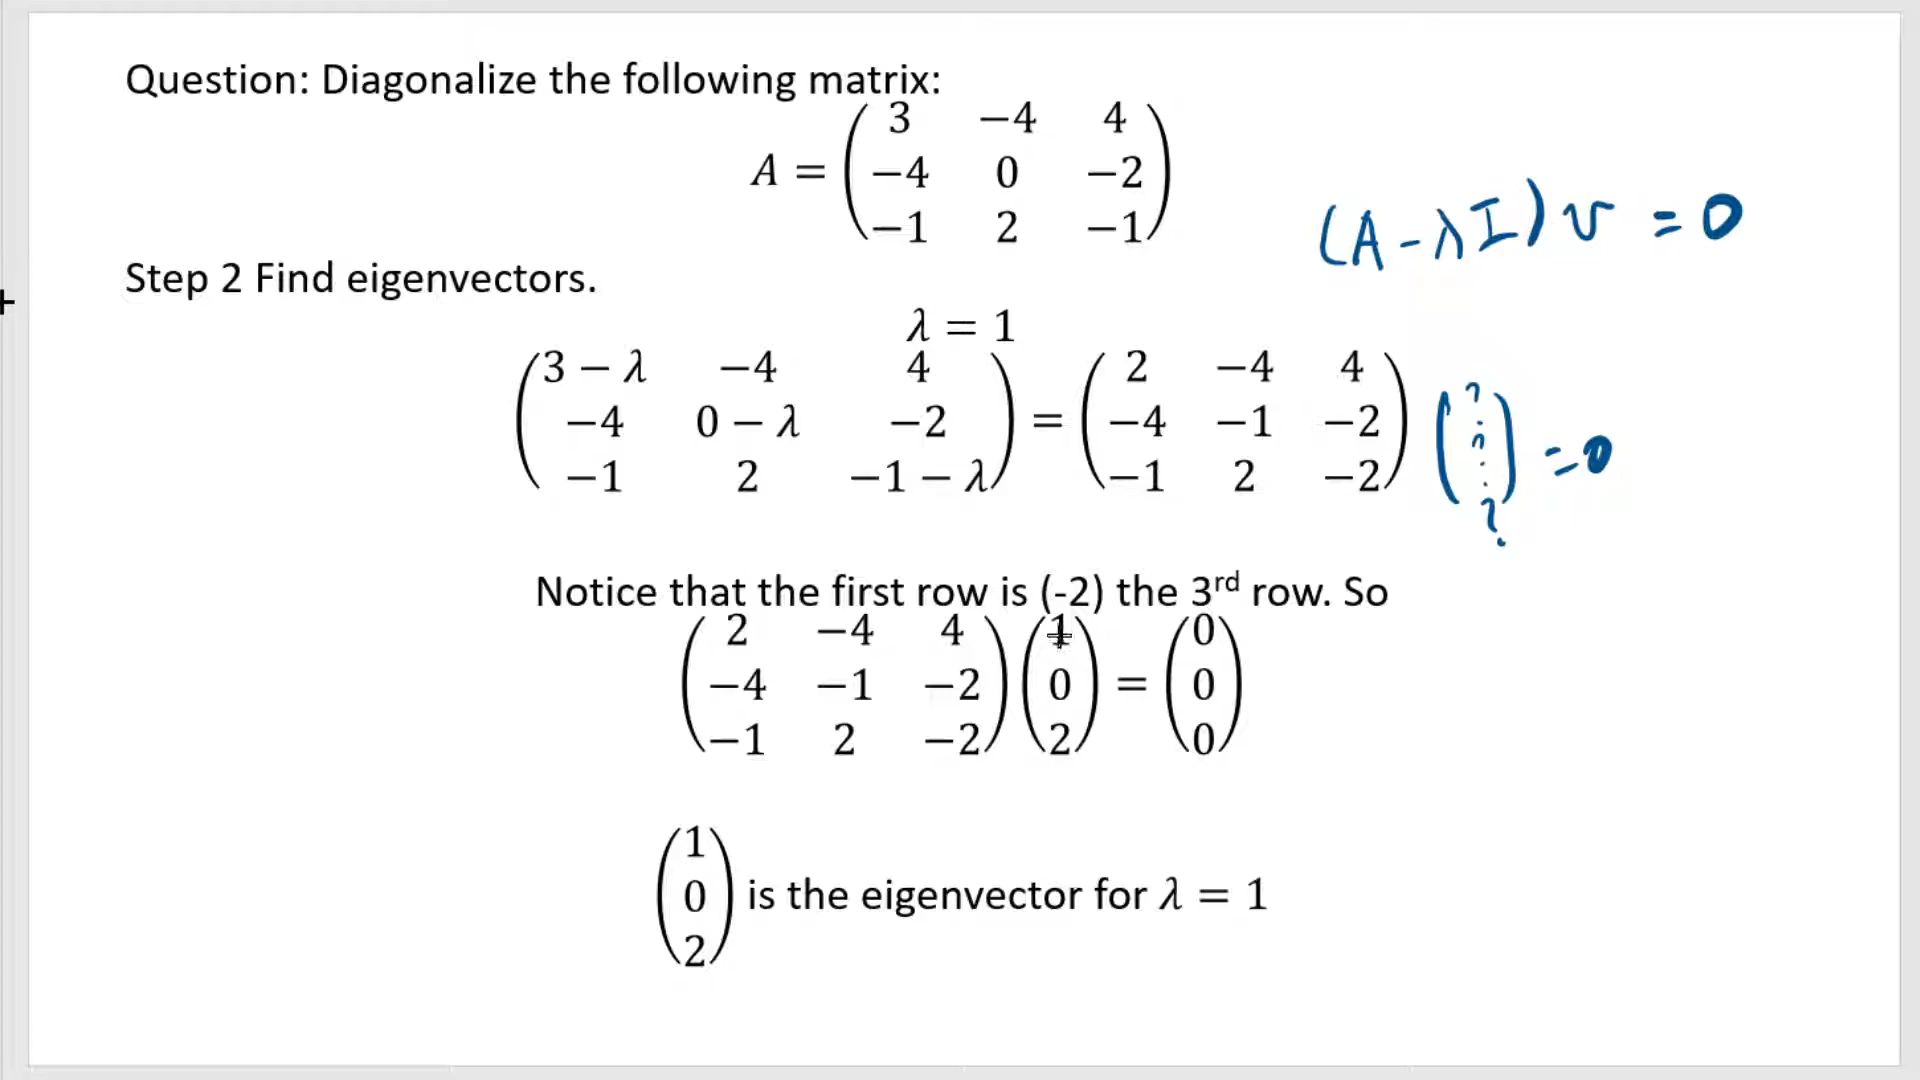 Question: Diagonalize the following matrix:
A = ( 3 −4 4
−4 0 −2
−1 2 −1 )
(A - λI) v = 0
Step 2 Find eigenvectors.
λ = 1
( 3 − λ −4 4
−4 0 − λ −2
−1 2 −1 − λ ) = ( 2 −4 4
−4 −1 −2
−1 2 −2 ) ( ? ? ? ) = 0
Notice that the first row is (-2) the 3rd row. So
( 2 −4 4
−4 −1 −2
−1 2 −2 ) ( 1
0
2 ) = ( 0
0
0 )
( 1
0
2 ) is the eigenvector for λ = 1